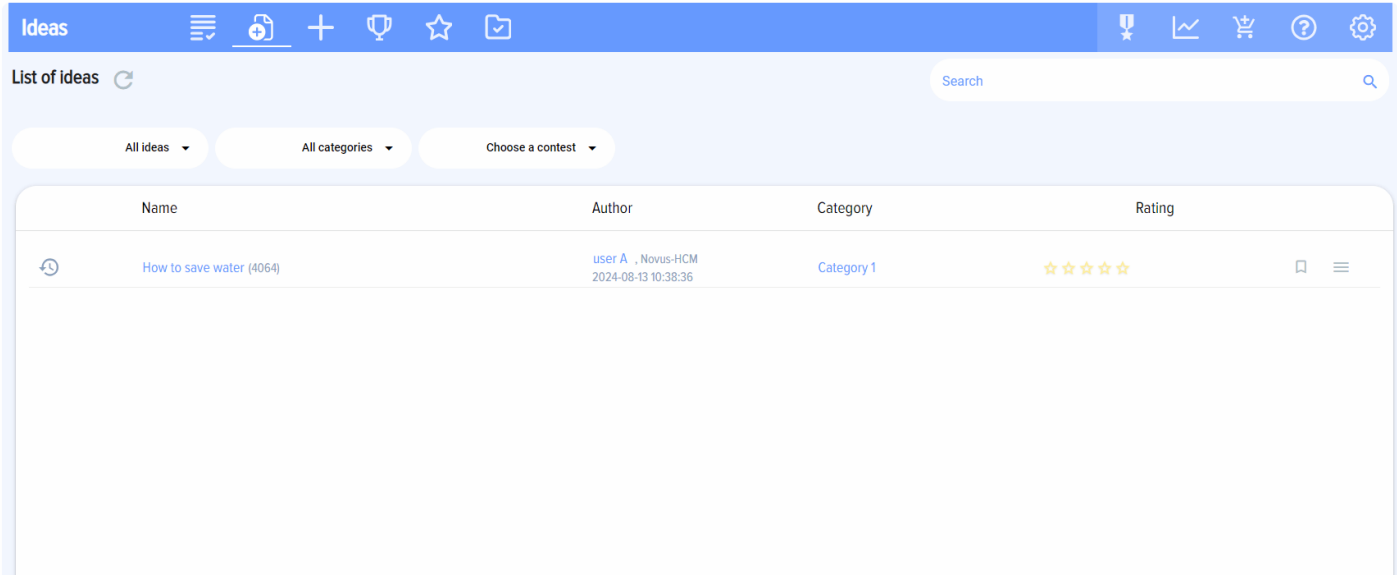 Ideas
List of ideas
Search
All ideas
All categories
Choose a contest
Name Author Category Rating
How to save water (4064)
user A , Novus-HCM
2024-08-13 10:38:36
Category 1